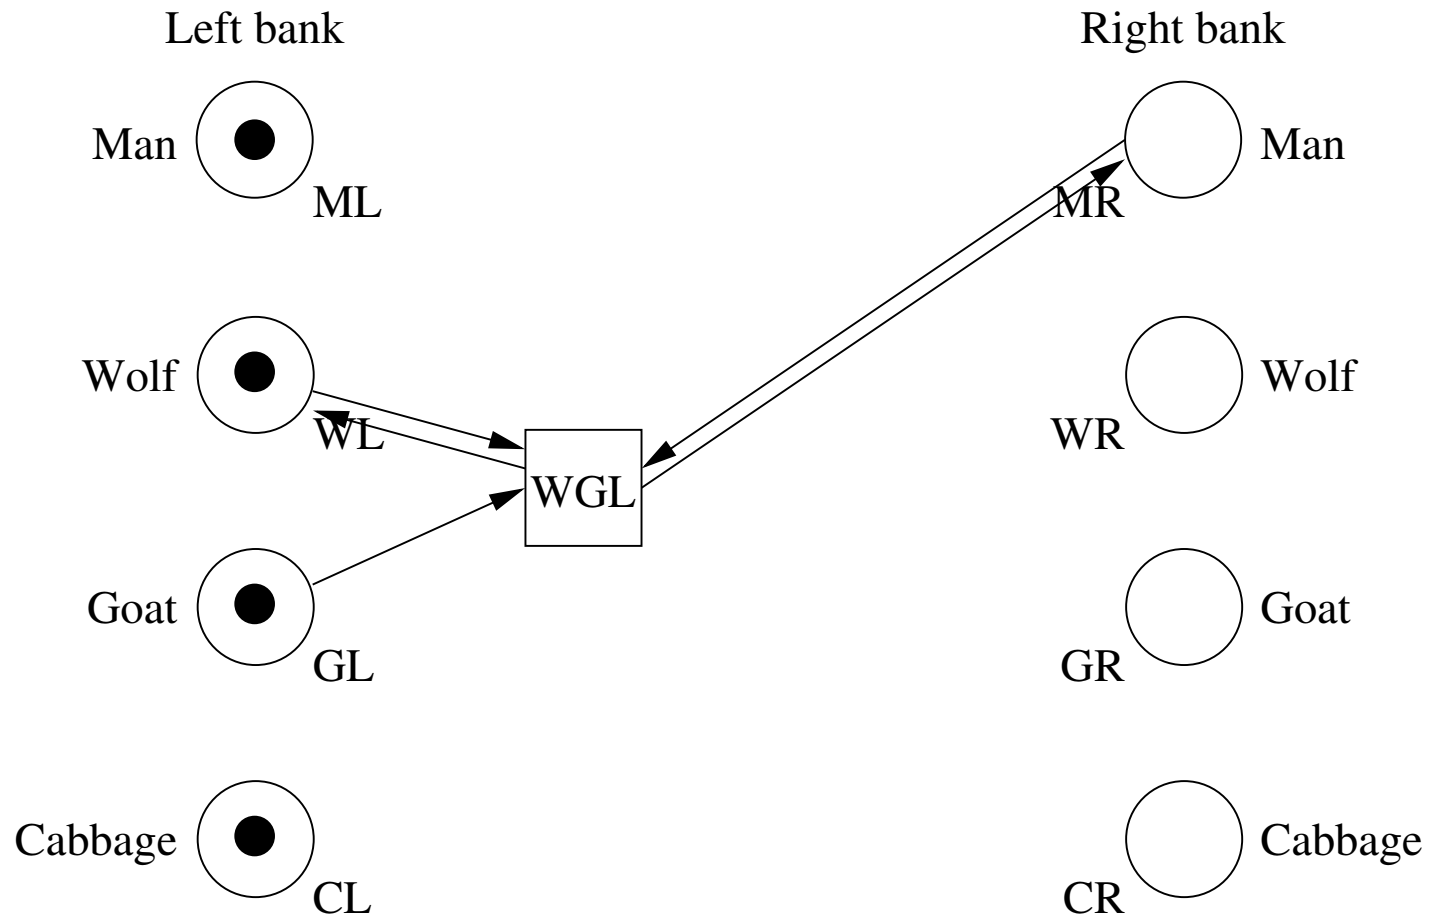 Left bank
Right bank
Man
ML
MR
Man
Wolf
WL
WR
Wolf
WGL
Goat
GL
GR
Goat
Cabbage
CL
CR
Cabbage